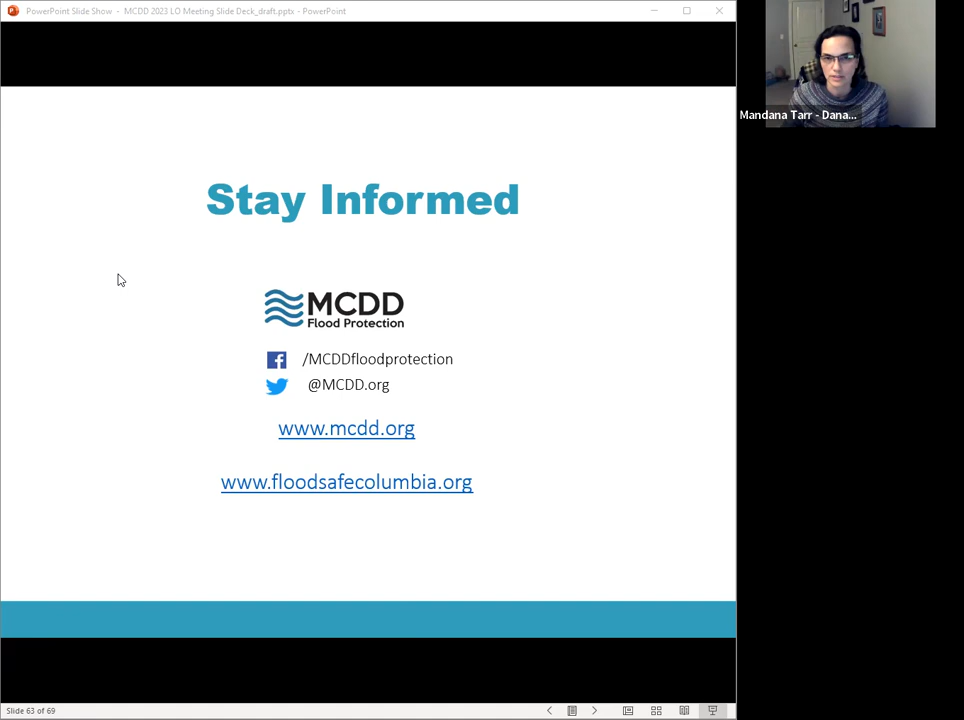 PowerPoint Slide Show - MCDD 2023 LO Meeting Slide Deck_draft.pptx - PowerPoint
Mandana Tarr - Dana...
Stay Informed
MCDD
Flood Protection
/MCDDfloodprotection
@MCDD.org
www.mcdd.org
www.floodsafecolumbia.org
Slide 63 of 69